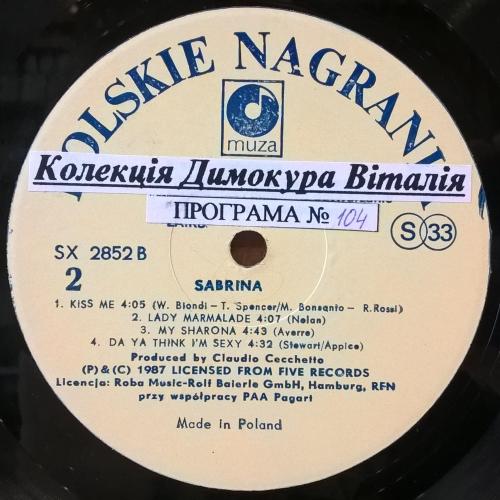 POLSKIE NAGRANIA
muza
Колекція Димокура Віталія
ПРОГРАМА № 104
SX 2852 B
S 33
2
SABRINA
1. KISS ME 4:05 (W. Biondi – T. Spencer/M. Bonsanto – R. Rossi)
2. LADY MARMALADE 4:07 (Nolan)
3. MY SHARONA 4:43 (Averre)
4. DA YA THINK I'M SEXY 4:32 (Stewart/Appice)
Produced by Claudio Cecchetto
(P) & (C) 1987 LICENSED FROM FIVE RECORDS
Licencja: Roba Music-Rolf Baierle GmbH, Hamburg, RFN
przy współpracy PAA Pagart
Made in Poland